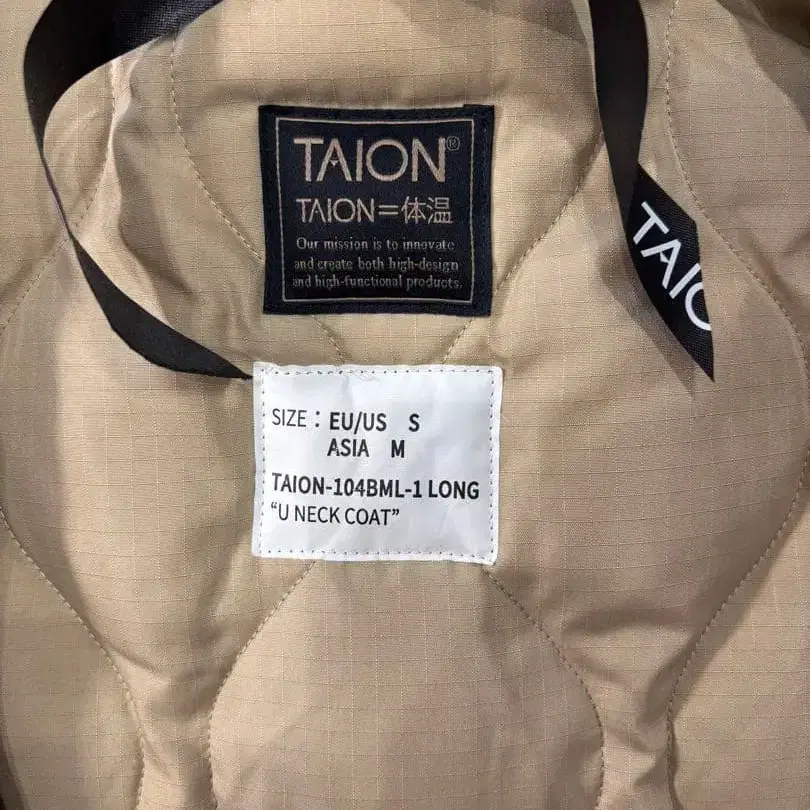 TAION®
TAION=体温
Our mission is to innovate
and create both high-design
and high-functional products.
TAIO
SIZE : EU/US S
ASIA M
TAION-104BML-1 LONG
“U NECK COAT”